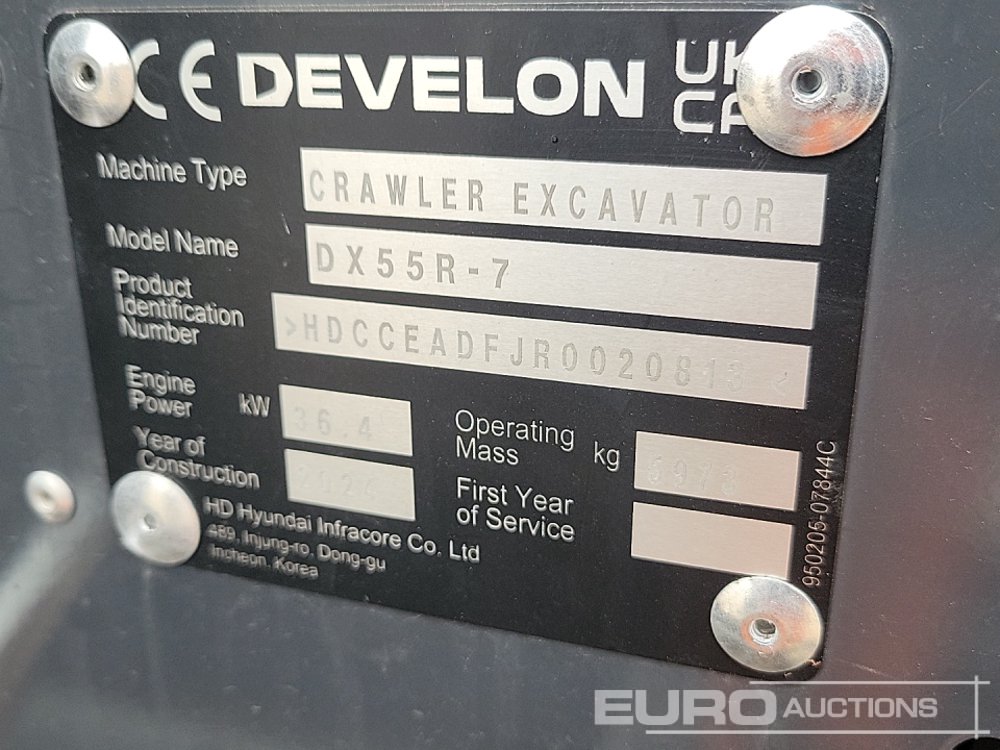 CE DEVELON UK
CA
Machine Type CRAWLER EXCAVATOR
Model Name DX55R-7
Product
Identification
Number >HDCCEADFJR0020813<
Engine
Power kW 36.4
Operating
Mass kg
Year of
Construction
First Year
of Service
HD Hyundai Infracore Co. Ltd
489, Injung-ro, Dong-gu
Incheon, Korea
950205-07844C
EURO AUCTIONS